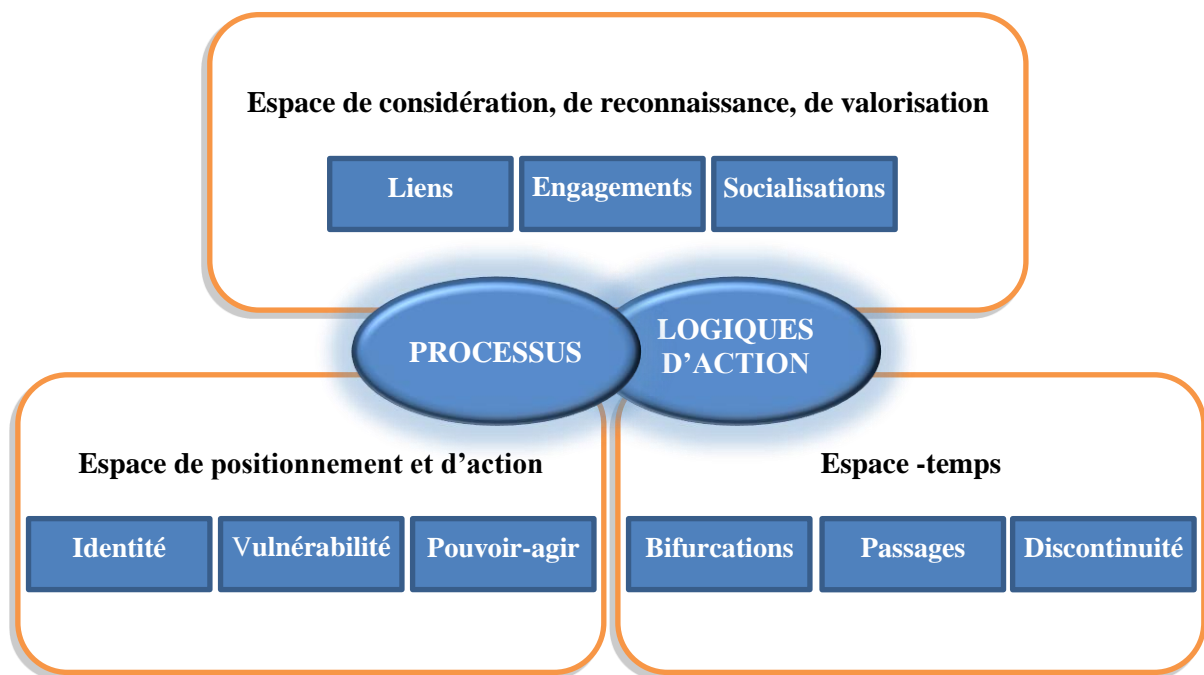 Espace de considération, de reconnaissance, de valorisation
Liens
Engagements
Socialisations
PROCESSUS
LOGIQUES
D’ACTION
Espace de positionnement et d’action
Identité
Vulnérabilité
Pouvoir-agir
Espace -temps
Bifurcations
Passages
Discontinuité